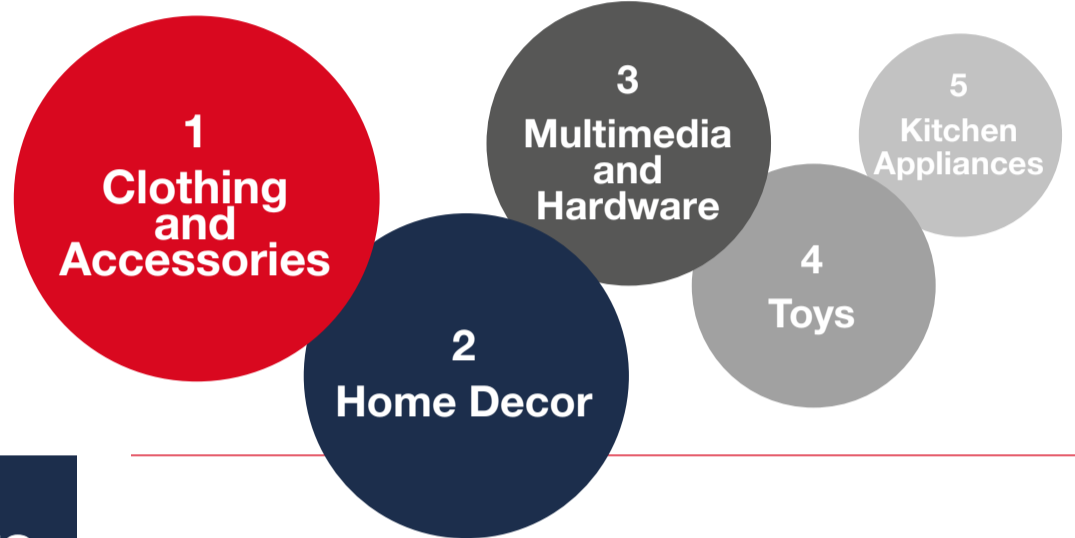 1
Clothing
and
Accessories
2
Home Decor
3
Multimedia
and
Hardware
4
Toys
5
Kitchen
Appliances